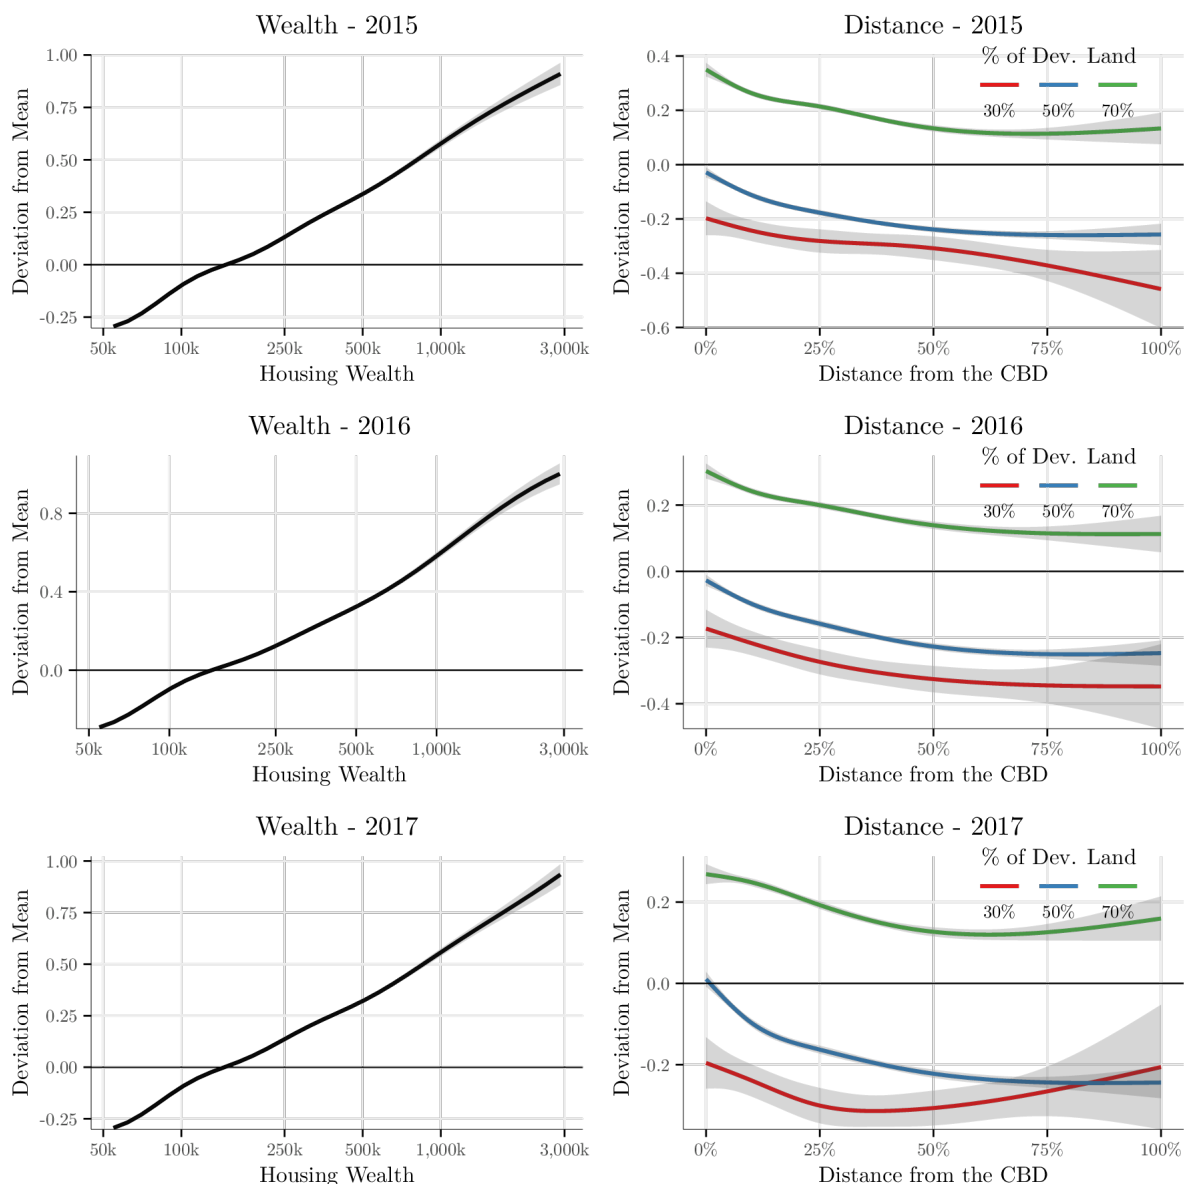 Wealth - 2015
Deviation from Mean
1.00
0.75
0.50
0.25
0.00
-0.25
50k 100k 250k 500k 1,000k 3,000k
Housing Wealth
Distance - 2015
% of Dev. Land
30% 50% 70%
Deviation from Mean
0.4
0.2
0.0
-0.2
-0.4
-0.6
0% 25% 50% 75% 100%
Distance from the CBD
Wealth - 2016
Deviation from Mean
0.8
0.4
0.0
50k 100k 250k 500k 1,000k 3,000k
Housing Wealth
Distance - 2016
% of Dev. Land
30% 50% 70%
Deviation from Mean
0.2
0.0
-0.2
-0.4
0% 25% 50% 75% 100%
Distance from the CBD
Wealth - 2017
Deviation from Mean
1.00
0.75
0.50
0.25
0.00
-0.25
50k 100k 250k 500k 1,000k 3,000k
Housing Wealth
Distance - 2017
% of Dev. Land
30% 50% 70%
Deviation from Mean
0.2
0.0
-0.2
0% 25% 50% 75% 100%
Distance from the CBD